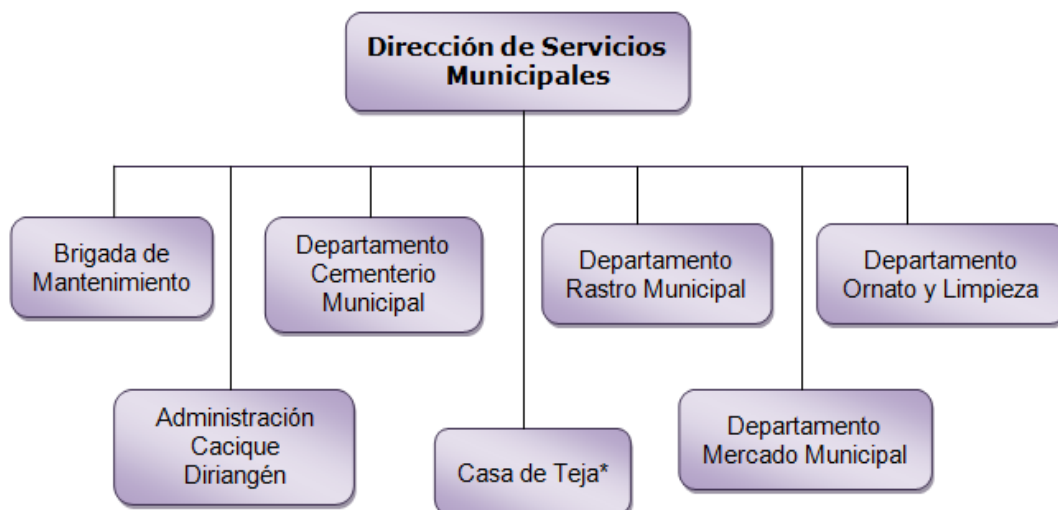 Dirección de Servicios
Municipales
Brigada de
Mantenimiento
Departamento
Cementerio
Municipal
Departamento
Rastro Municipal
Departamento
Ornato y Limpieza
Administración
Cacique
Diriangén
Casa de Teja*
Departamento
Mercado Municipal